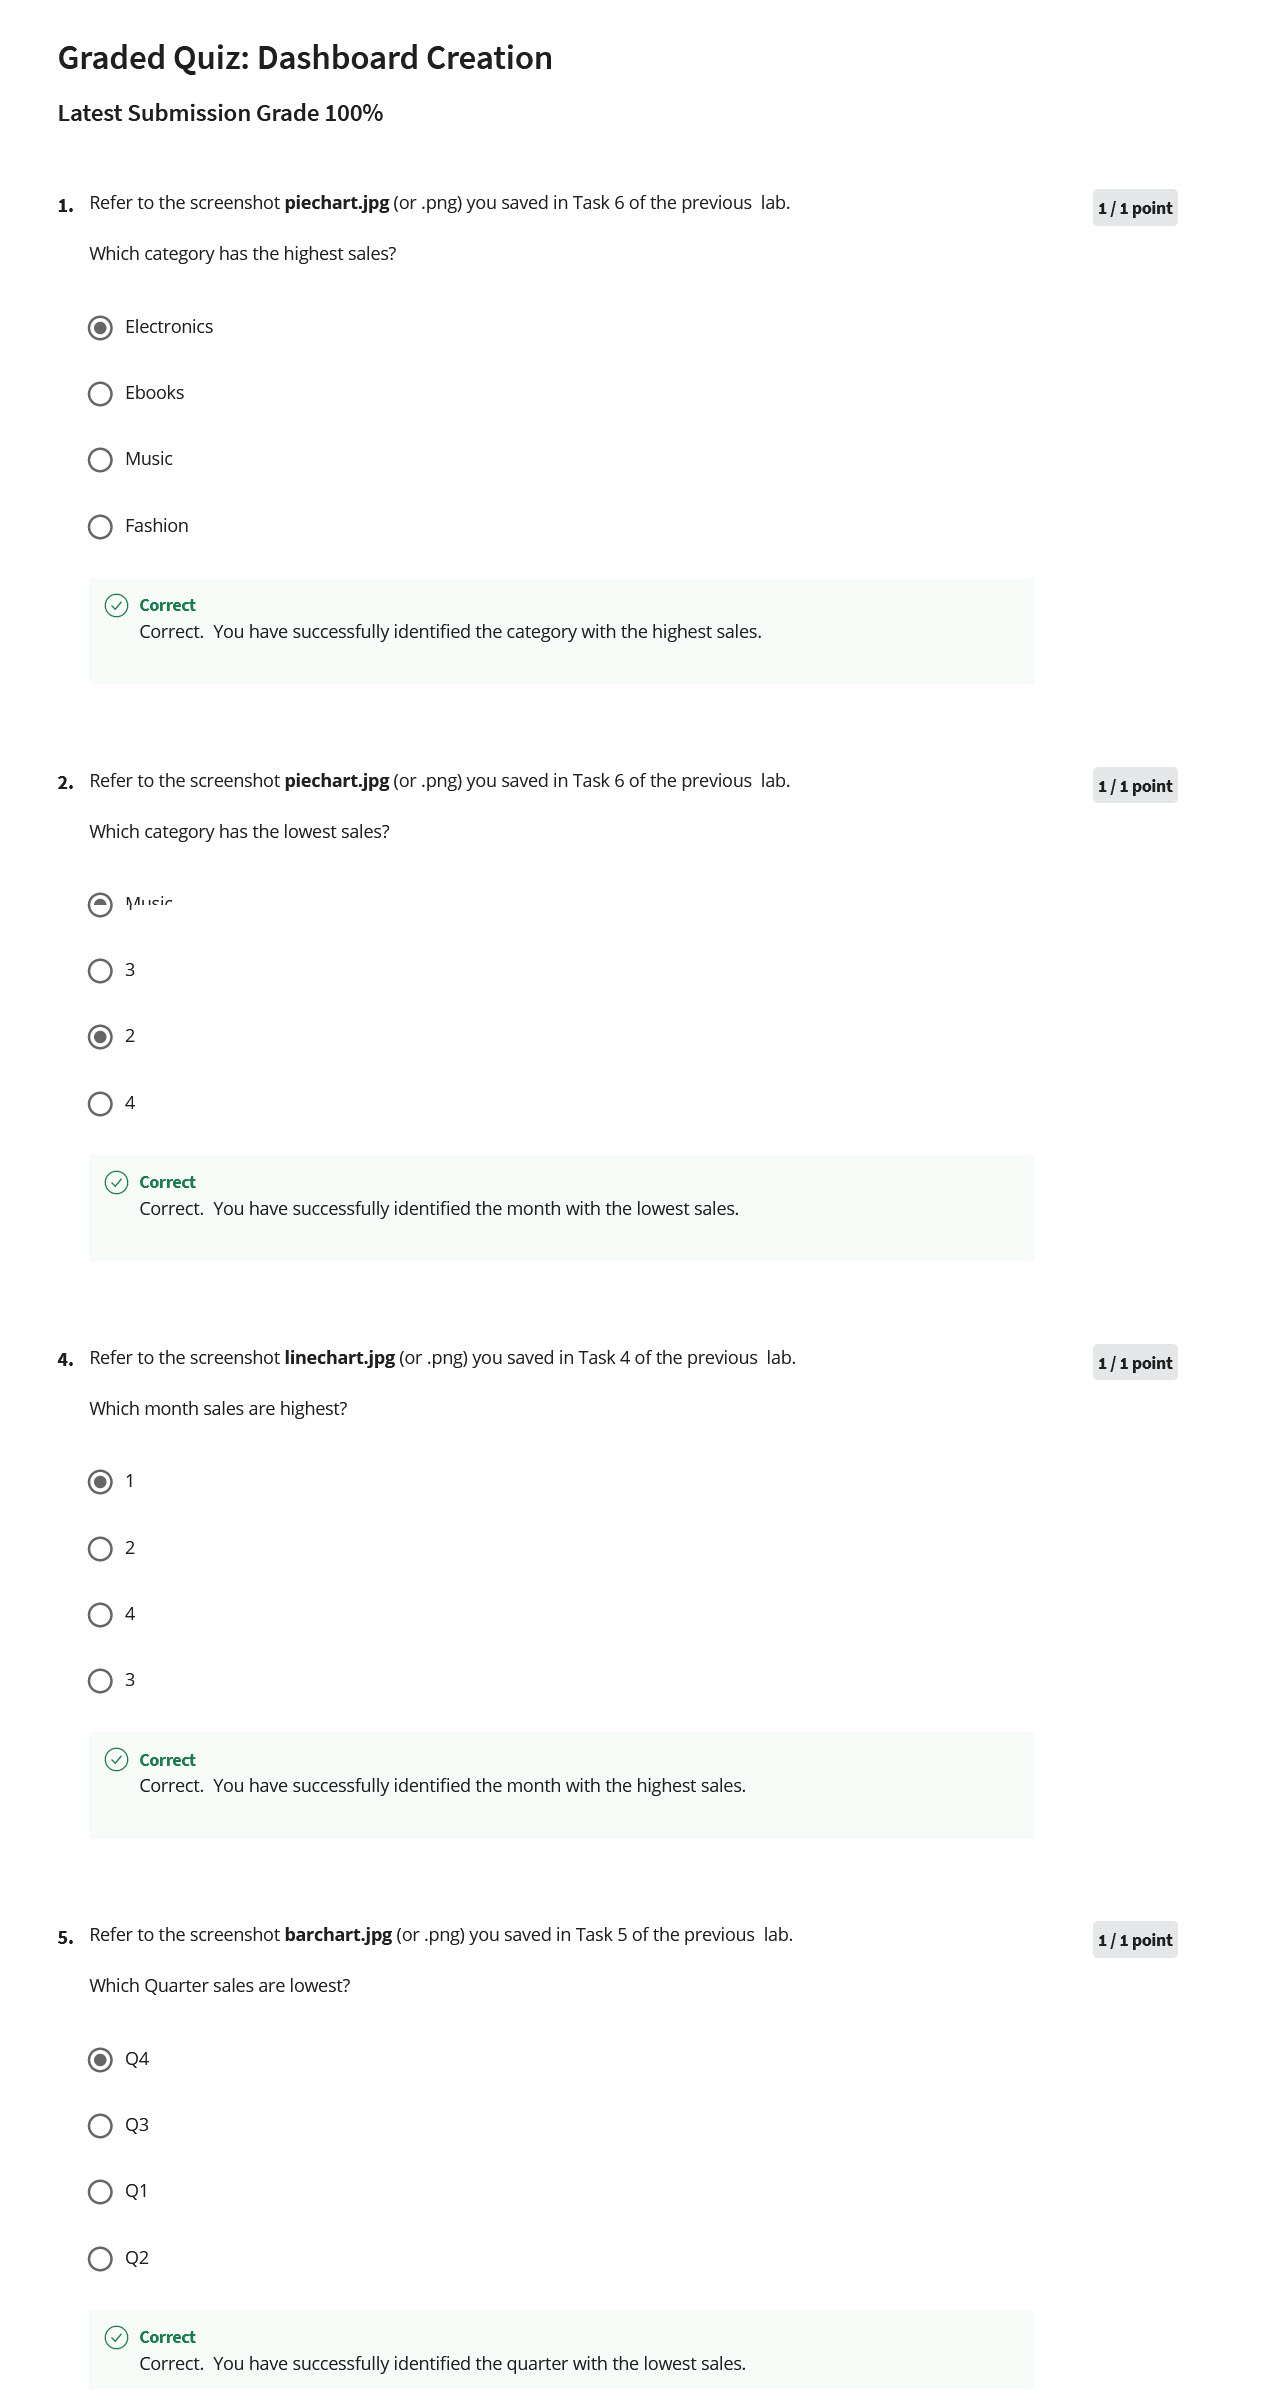 Graded Quiz: Dashboard Creation
Latest Submission Grade 100%
1. Refer to the screenshot piechart.jpg (or .png) you saved in Task 6 of the previous lab.
1 / 1 point
Which category has the highest sales?
Electronics
Ebooks
Music
Fashion
Correct
Correct. You have successfully identified the category with the highest sales.
2. Refer to the screenshot piechart.jpg (or .png) you saved in Task 6 of the previous lab.
1 / 1 point
Which category has the lowest sales?
Music
3
2
4
Correct
Correct. You have successfully identified the month with the lowest sales.
4. Refer to the screenshot linechart.jpg (or .png) you saved in Task 4 of the previous lab.
1 / 1 point
Which month sales are highest?
1
2
4
3
Correct
Correct. You have successfully identified the month with the highest sales.
5. Refer to the screenshot barchart.jpg (or .png) you saved in Task 5 of the previous lab.
1 / 1 point
Which Quarter sales are lowest?
Q4
Q3
Q1
Q2
Correct
Correct. You have successfully identified the quarter with the lowest sales.